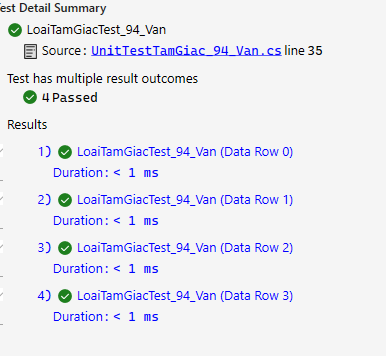 Test Detail Summary
LoaiTamGiacTest_94_Van
Source: UnitTestTamGiac_94_Van.cs line 35
Test has multiple result outcomes
4 Passed
Results
1) LoaiTamGiacTest_94_Van (Data Row 0)
Duration: < 1 ms
2) LoaiTamGiacTest_94_Van (Data Row 1)
Duration: < 1 ms
3) LoaiTamGiacTest_94_Van (Data Row 2)
Duration: < 1 ms
4) LoaiTamGiacTest_94_Van (Data Row 3)
Duration: < 1 ms